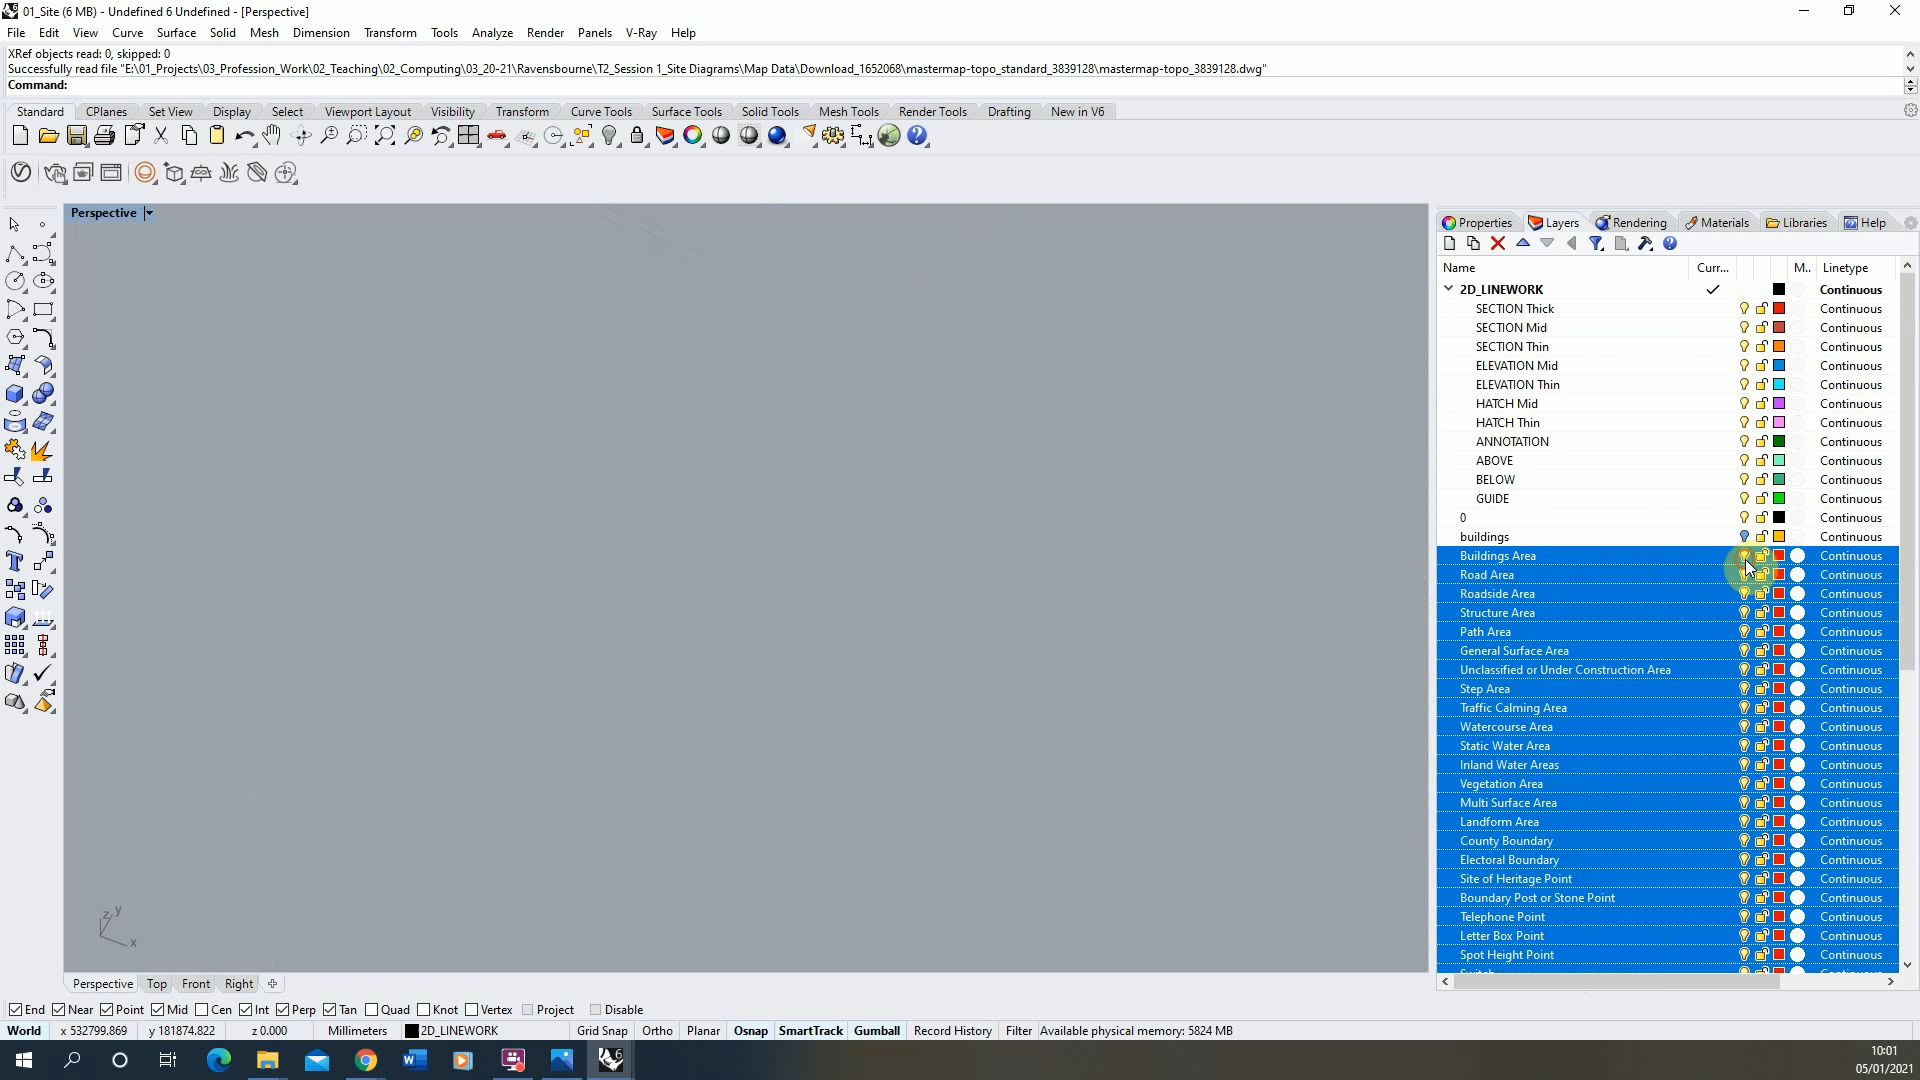 01_Site (6 MB) - Undefined 6 Undefined - [Perspective]
File Edit View Curve Surface Solid Mesh Dimension Transform Tools Analyze Render Panels V-Ray Help
XRef objects read: 0, skipped: 0
Successfully read file "E:\01_Projects\03_Profession_Work\02_Teaching\02_Computing\03_20-21\Ravensbourne\T2_Session 1_Site Diagrams\Map Data\Download_1652068\mastermap-topo_standard_3839128\mastermap-topo_3839128.dwg"
Command:
Standard CPlanes Set View Display Select Viewport Layout Visibility Transform Curve Tools Surface Tools Solid Tools Mesh Tools Render Tools Drafting New in V6
Perspective
Properties Layers Rendering Materials Libraries Help
Name Curr... M.. Linetype
2D_LINEWORK Continuous
SECTION Thick Continuous
SECTION Mid Continuous
SECTION Thin Continuous
ELEVATION Mid Continuous
ELEVATION Thin Continuous
HATCH Mid Continuous
HATCH Thin Continuous
ANNOTATION Continuous
ABOVE Continuous
BELOW Continuous
GUIDE Continuous
0 Continuous
buildings Continuous
Buildings Area Continuous
Road Area Continuous
Roadside Area Continuous
Structure Area Continuous
Path Area Continuous
General Surface Area Continuous
Unclassified or Under Construction Area Continuous
Step Area Continuous
Traffic Calming Area Continuous
Watercourse Area Continuous
Static Water Area Continuous
Inland Water Areas Continuous
Vegetation Area Continuous
Multi Surface Area Continuous
Landform Area Continuous
County Boundary Continuous
Electoral Boundary Continuous
Site of Heritage Point Continuous
Boundary Post or Stone Point Continuous
Telephone Point Continuous
Letter Box Point Continuous
Spot Height Point Continuous
z y
x
Perspective Top Front Right
End Near Point Mid Cen Int Perp Tan Quad Knot Vertex Project Disable
World x 532799.869 y 181874.822 z 0.000 Millimeters 2D_LINEWORK Grid Snap Ortho Planar Osnap SmartTrack Gumball Record History Filter Available physical memory: 5824 MB
10:01
05/01/2021